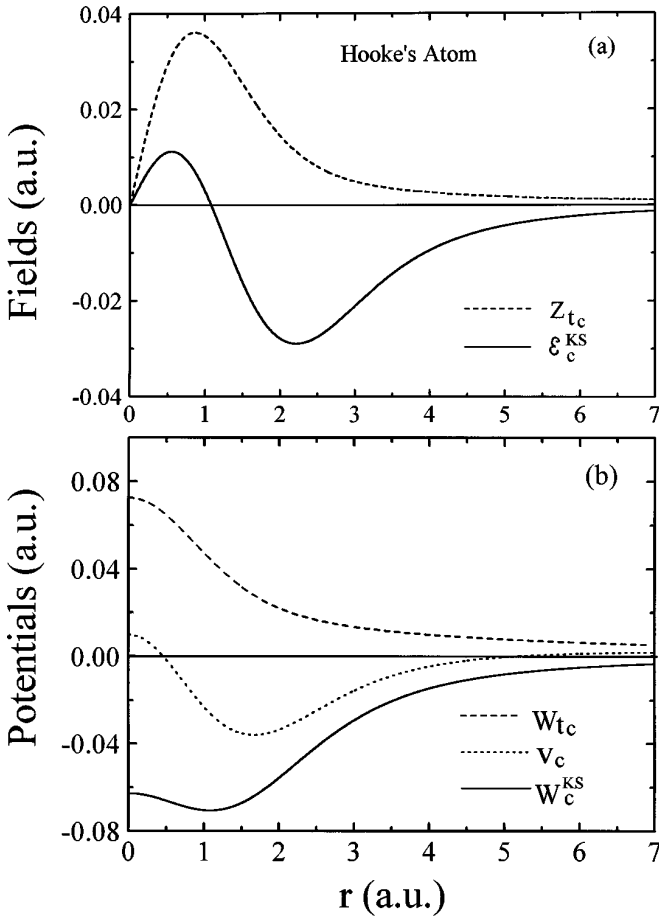 (a)
Hooke's Atom
Fields (a.u.)
0.04
0.02
0.00
-0.02
-0.04
Z_{t_c}
ℰ_c^{KS}
0 1 2 3 4 5 6 7
(b)
Potentials (a.u.)
0.08
0.04
0.00
-0.04
-0.08
W_{t_c}
v_c
W_c^{KS}
0 1 2 3 4 5 6 7
r (a.u.)